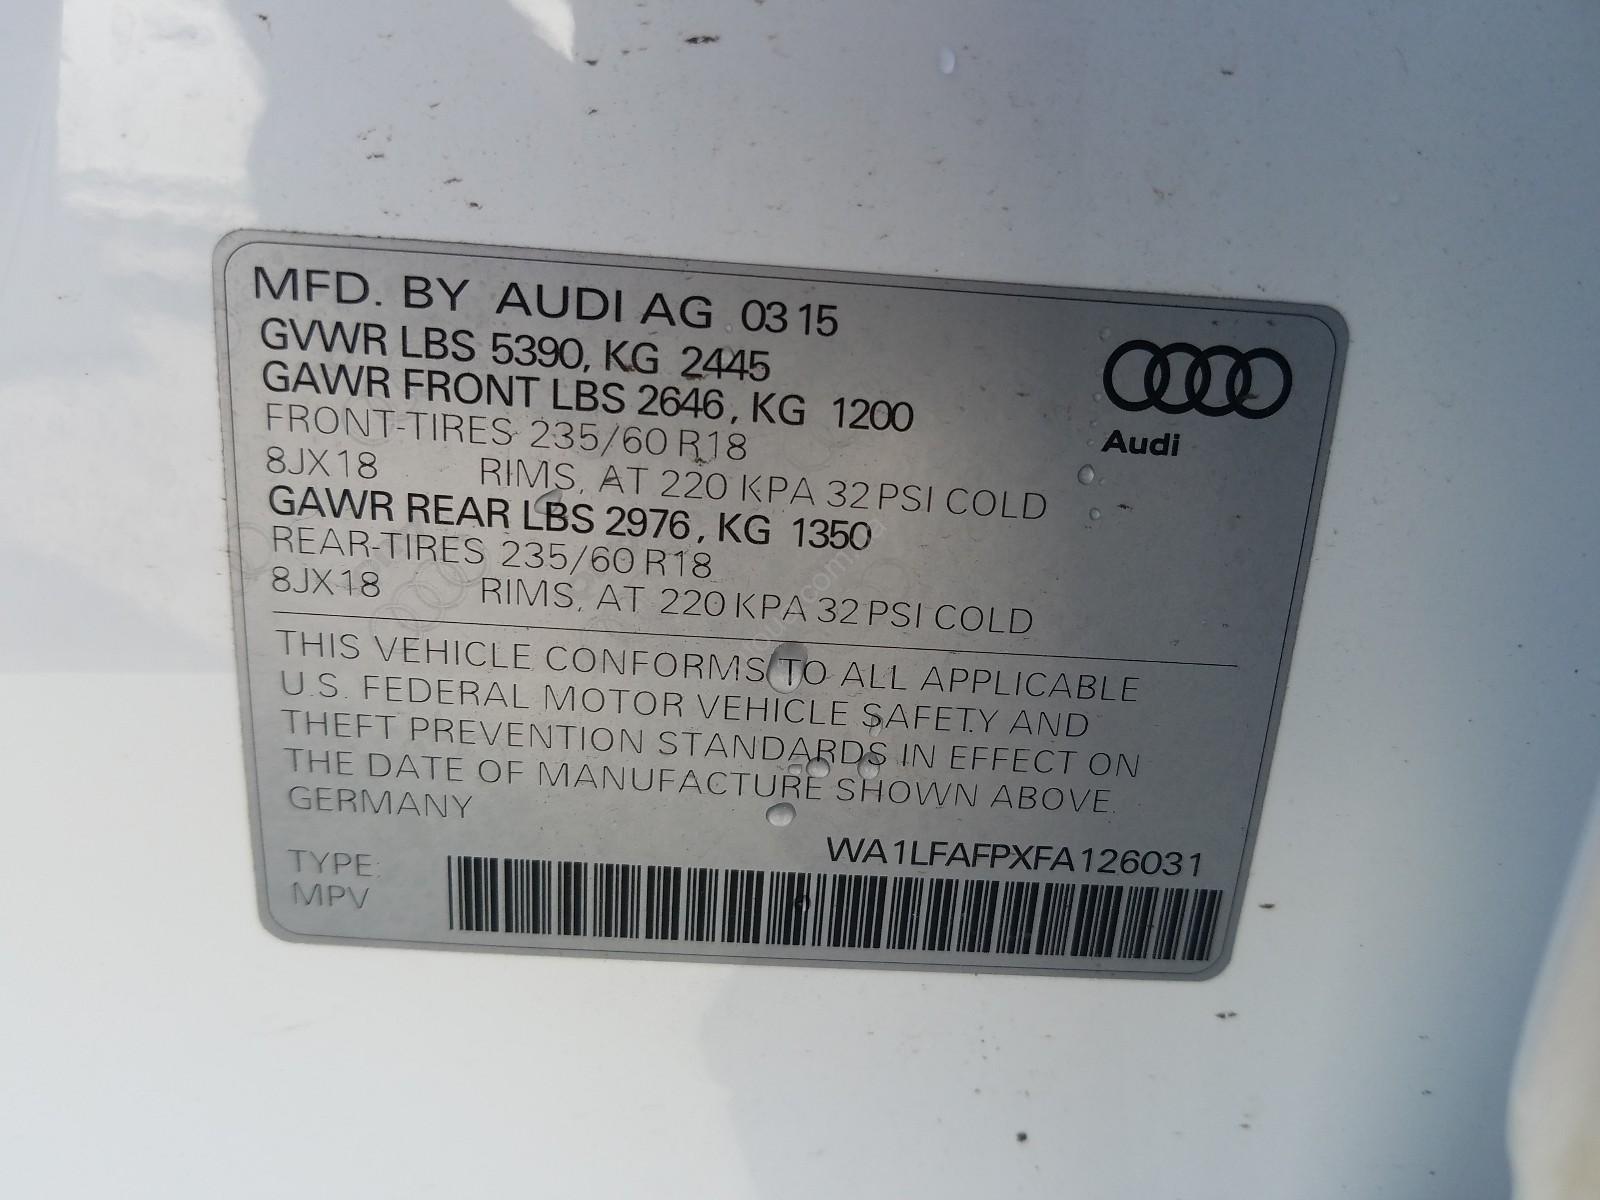 MFD. BY AUDI AG 03 15
GVWR LBS 5390, KG 2445
GAWR FRONT LBS 2646, KG 1200
FRONT-TIRES 235/60 R18
8JX18 RIMS, AT 220 KPA 32 PSI COLD
GAWR REAR LBS 2976, KG 1350
REAR-TIRES 235/60 R18
8JX18 RIMS, AT 220 KPA 32 PSI COLD
Audi
THIS VEHICLE CONFORMS TO ALL APPLICABLE
U.S. FEDERAL MOTOR VEHICLE SAFETY AND
THEFT PREVENTION STANDARDS IN EFFECT ON
THE DATE OF MANUFACTURE SHOWN ABOVE.
GERMANY
WA1LFAFPXFA126031
TYPE:
MPV